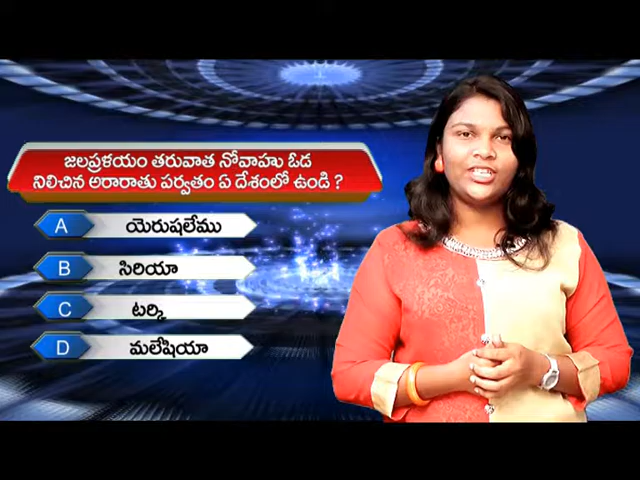 జలప్రళయం తరువాత నోవాహు ఓడ
నిలిచిన అరారాతు పర్వతం ఏ దేశంలో ఉండి ?
A యెరుషలేము
B సిరియా
C టర్కి
D మలేషియా